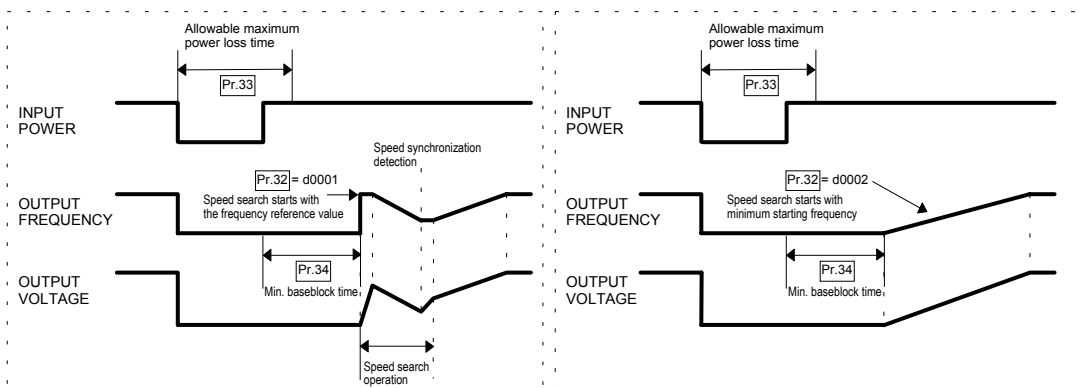 Allowable maximum
power loss time
Pr.33
INPUT
POWER
Speed synchronization
detection
Pr.32 = d0001
Speed search starts with
the frequency reference value
OUTPUT
FREQUENCY
Pr.34
Min. baseblock time
OUTPUT
VOLTAGE
Speed search
operation
Allowable maximum
power loss time
Pr.33
INPUT
POWER
Pr.32 = d0002
Speed search starts with
minimum starting frequency
OUTPUT
FREQUENCY
Pr.34
Min. baseblock time
OUTPUT
VOLTAGE